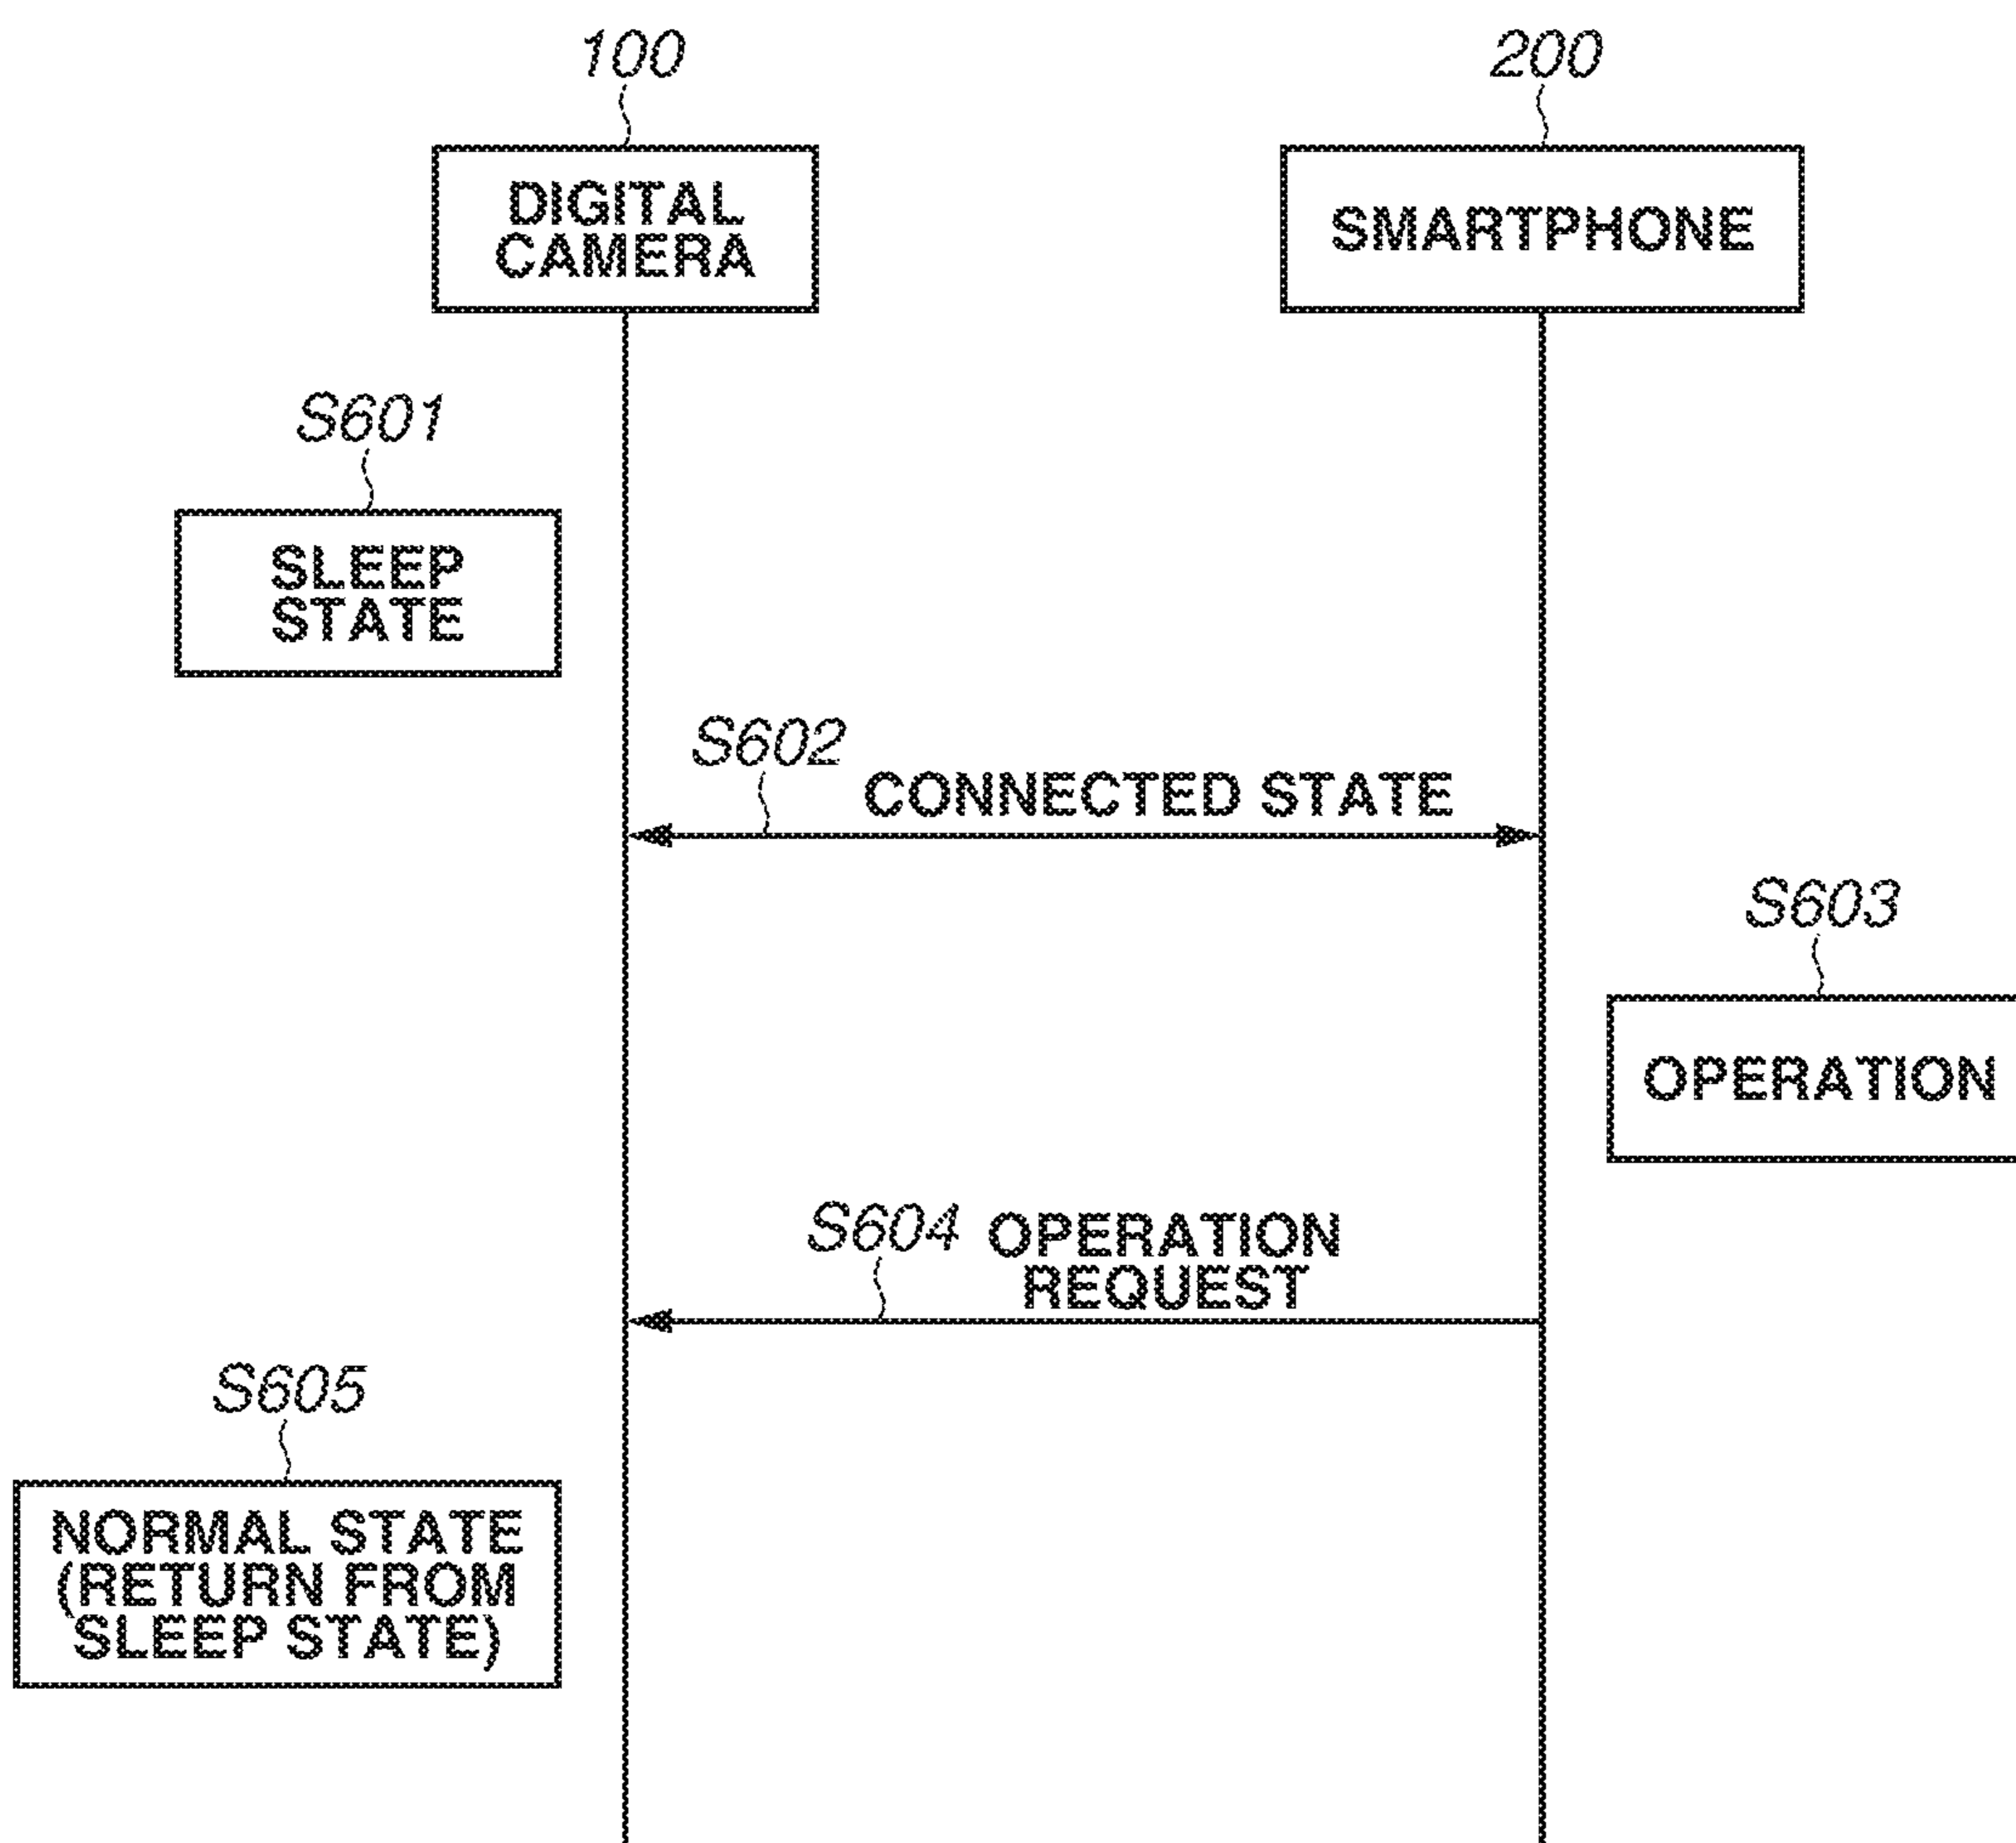 100
200
DIGITAL
CAMERA
SMARTPHONE
S601
SLEEP
STATE
S602
CONNECTED STATE
S603
OPERATION
S604
OPERATION
REQUEST
S605
NORMAL STATE
(RETURN FROM
SLEEP STATE)